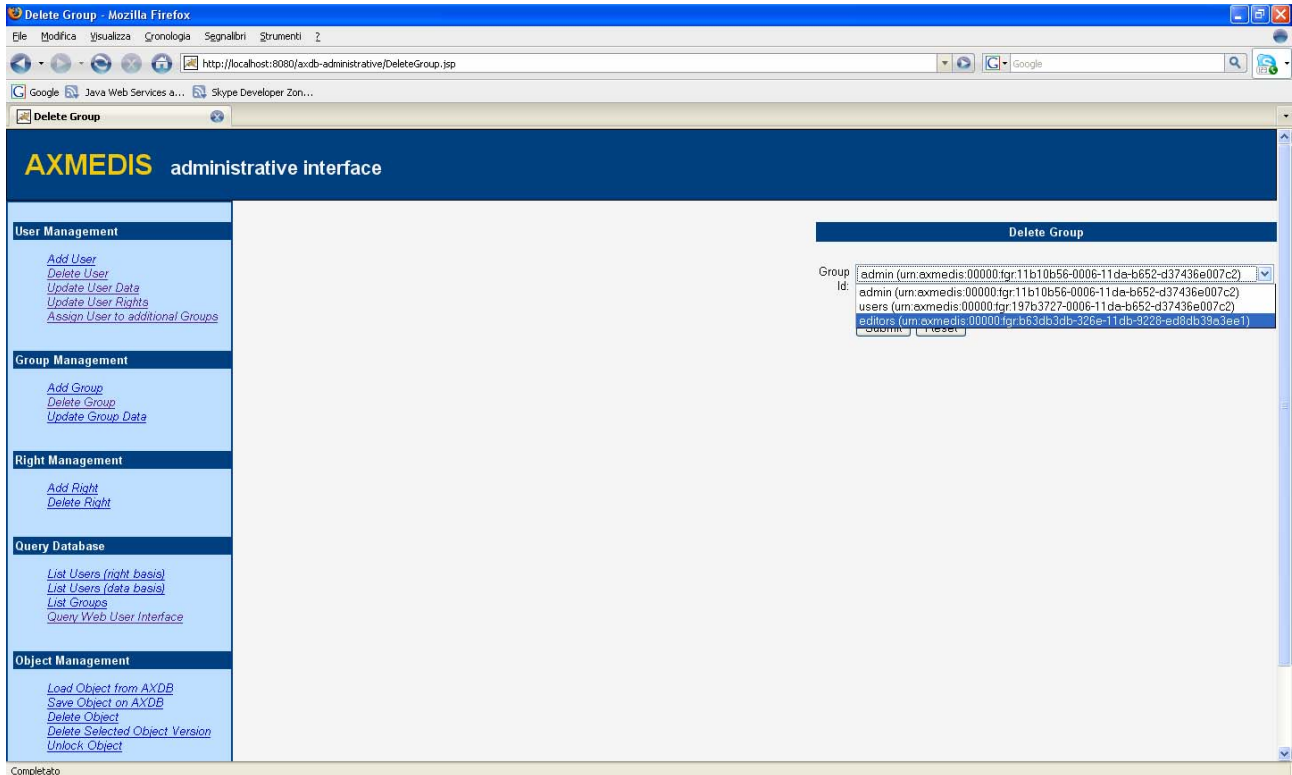 Delete Group - Mozilla Firefox
File Modifica Visualizza Cronologia Segnalibri Strumenti ?
http://localhost:8080/axdb-administrative/DeleteGroup.jsp
G Google
Google Java Web Services a... Skype Developer Zon...
Delete Group
AXMEDIS administrative interface
User Management
Add User
Delete User
Update User Data
Update User Rights
Assign User to additional Groups
Group Management
Add Group
Delete Group
Update Group Data
Right Management
Add Right
Delete Right
Query Database
List Users (right basis)
List Users (data basis)
List Groups
Query Web User Interface
Object Management
Load Object from AXDB
Save Object on AXDB
Delete Object
Delete Selected Object Version
Unlock Object
Delete Group
Group Id:
admin (urn:axmedis:00000:fgr:11b10b56-0006-11da-b652-d37436e007c2)
admin (urn:axmedis:00000:fgr:11b10b56-0006-11da-b652-d37436e007c2)
users (urn:axmedis:00000:fgr:197b3727-0006-11da-b652-d37436e007c2)
editors (urn:axmedis:00000:fgr:b63db3db-326e-11db-9228-ed8db39a3ee1)
Submit Reset
Completato